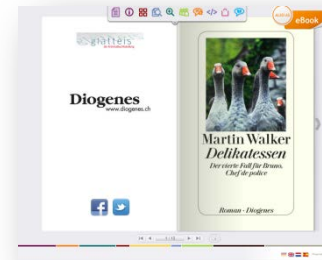 eBook
Diogenes
www.diogenes.ch
Martin Walker
Delikatessen
Der vierte Fall für Bruno,
Chef de police
Roman · Diogenes